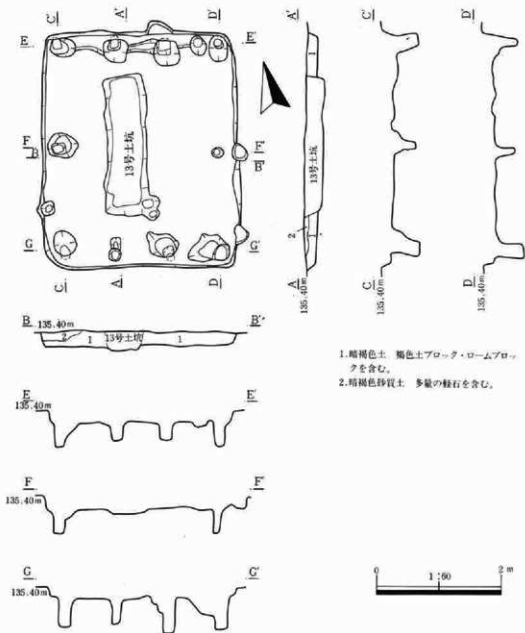 C A' D A' C D
E E'
1
13号土坑
F F'
B B'
13号土坑
G G'
2
C A D
A 135.40m
C 135.40m
D 135.40m
B 135.40m B'
2 1 13号土坑 1
1.暗褐色土 褐色土ブロック・ロームブロッ
クを含む。
2.暗褐色砂質土 多量の軽石を含む。
E E'
135.40m
F F'
135.40m
G G'
135.40m
0 1:60 2m